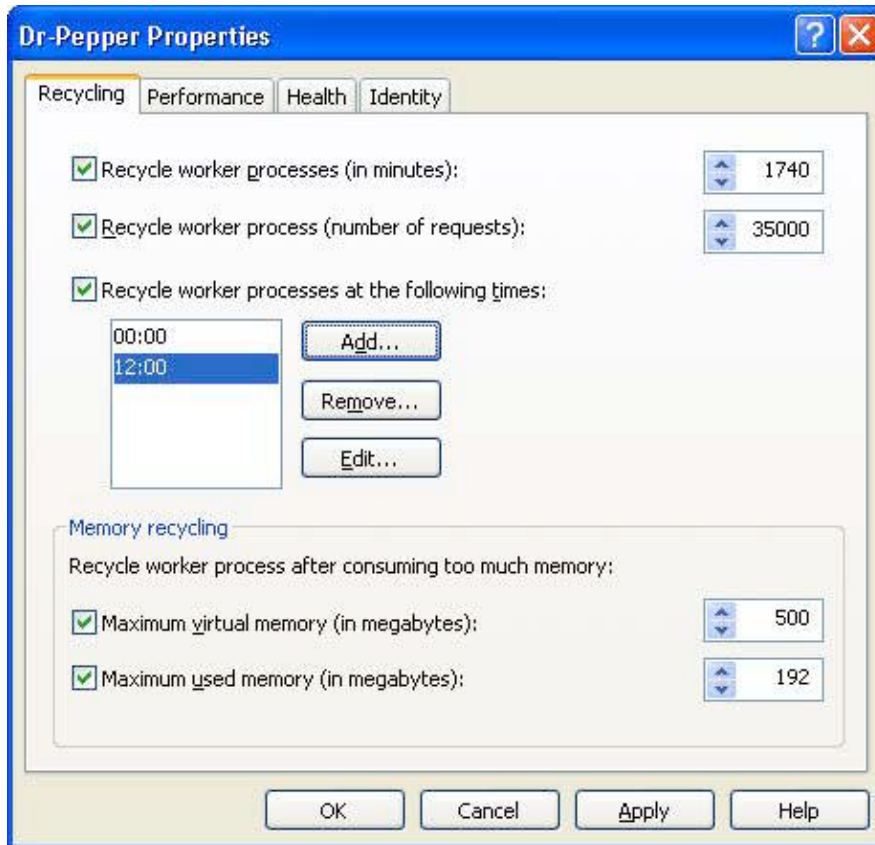 Dr-Pepper Properties
Recycling Performance Health Identity
Recycle worker processes (in minutes): 1740
Recycle worker process (number of requests): 35000
Recycle worker processes at the following times:
00:00
12:00
Add...
Remove...
Edit...
Memory recycling
Recycle worker process after consuming too much memory:
Maximum virtual memory (in megabytes): 500
Maximum used memory (in megabytes): 192
OK Cancel Apply Help